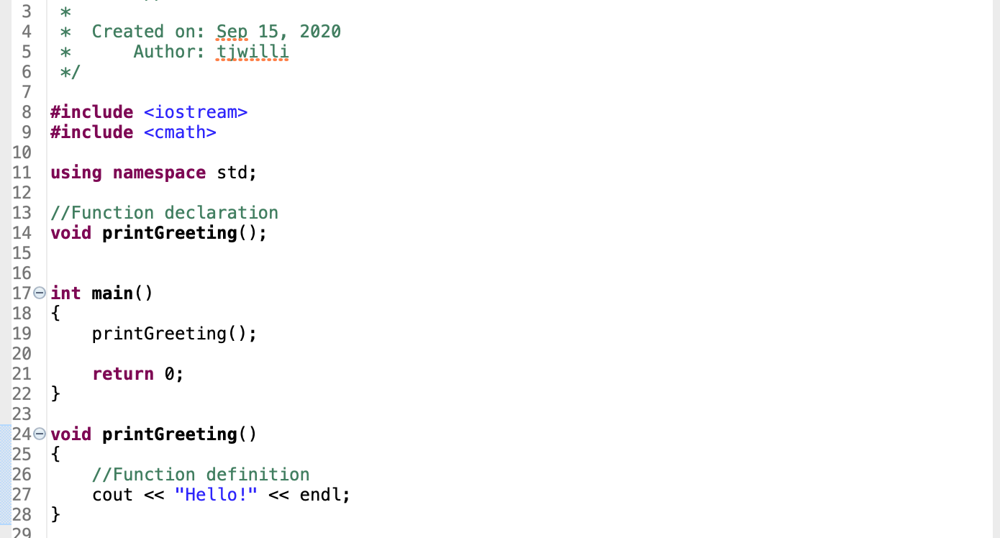 3 *
4 * Created on: Sep 15, 2020
5 * Author: tjwilli
6 */
7
8 #include <iostream>
9 #include <cmath>
10
11 using namespace std;
12
13 //Function declaration
14 void printGreeting();
15
16
17 int main()
18 {
19 printGreeting();
20
21 return 0;
22 }
23
24 void printGreeting()
25 {
26 //Function definition
27 cout << "Hello!" << endl;
28 }
29